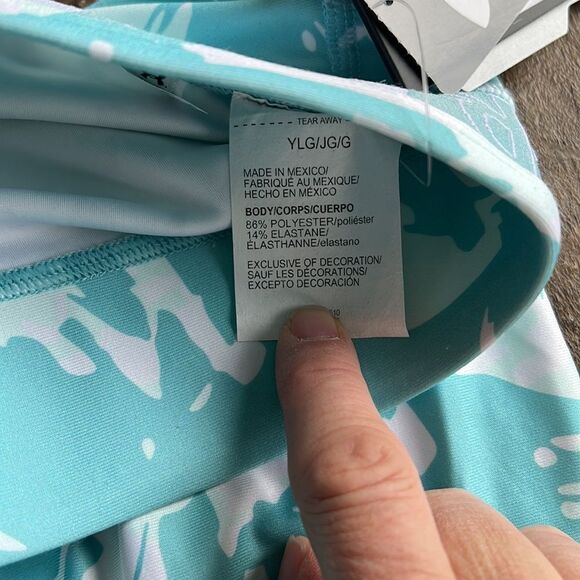 TEAR AWAY
YLG/JG/G
MADE IN MEXICO/
FABRIQUÉ AU MEXIQUE/
HECHO EN MÉXICO
BODY/CORPS/CUERPO
86% POLYESTER/poliéster
14% ELASTANE/
ÉLASTHANNE/elastano
EXCLUSIVE OF DECORATION/
SAUF LES DÉCORATIONS/
EXCEPTO DECORACIÓN